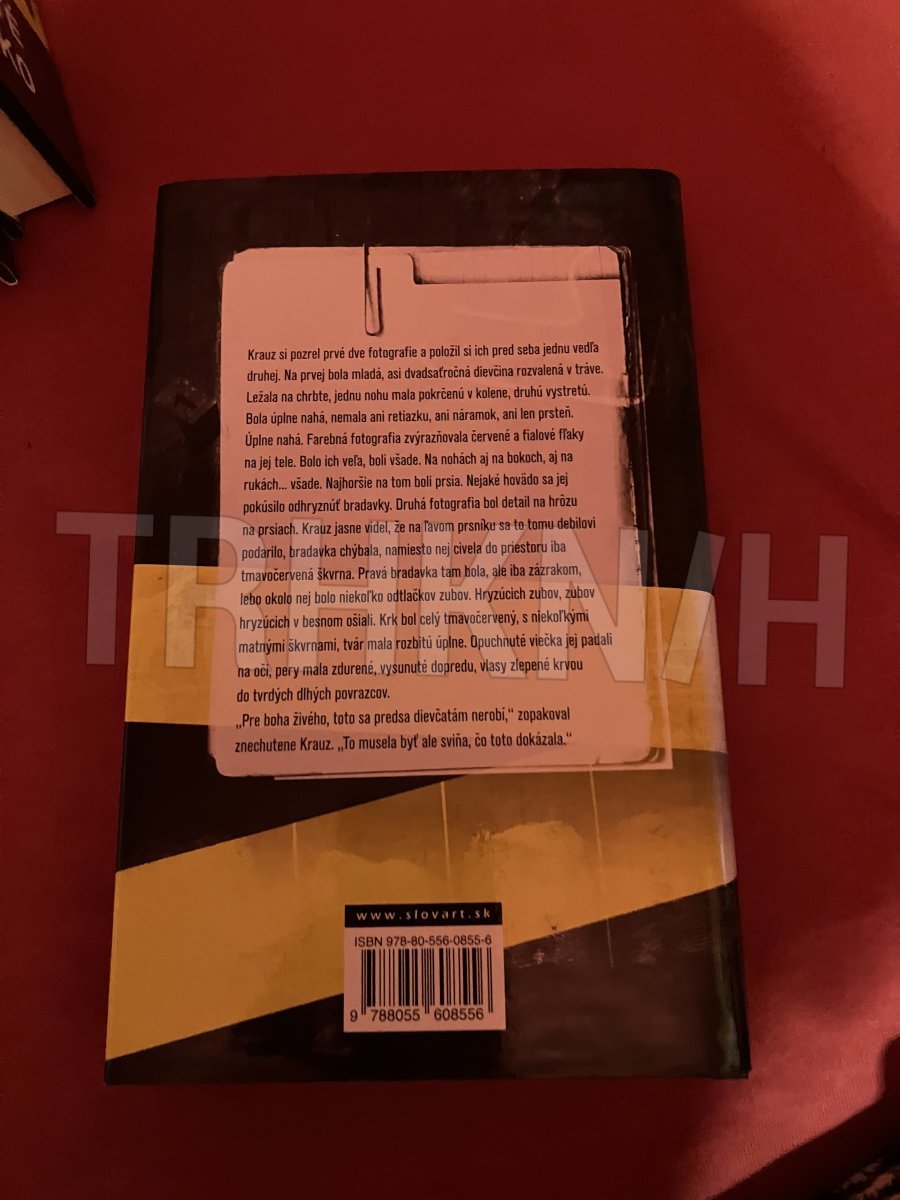 KO
Krauz si pozrel prvé dve fotografie a položil si ich pred seba jednu vedľa
druhej. Na prvej bola mladá, asi dvadsaťročná dievčina rozvalená v tráve.
Ležala na chrbte, jednu nohu mala pokrčenú v kolene, druhú vystretú.
Bola úplne nahá, nemala ani retiazku, ani náramok, ani len prsteň.
Úplne nahá. Farebná fotografia zvýrazňovala červené a fialové fľaky
na jej tele. Bolo ich veľa, boli všade. Na nohách aj na bokoch, aj na
rukách... všade. Najhoršie na tom boli prsia. Nejaké hovädo sa jej
pokúsilo odhryznúť bradavky. Druhá fotografia bol detail na hrôzu
na prsiach. Krauz jasne videl, že na ľavom prsníku sa to tomu debilovi
podarilo, bradavka chýbala, namiesto nej civela do priestoru iba
tmavočervená škvrna. Pravá bradavka tam bola, ale iba zázrakom,
lebo okolo nej bolo niekoľko odtlačkov zubov. Hryzúcich zubov, zubov
hryzúcich v besnom ošiali. Krk bol celý tmavočervený, s niekoľkými
matnými škvrnami, tvár mala rozbitú úplne. Opuchnuté viečka jej padali
na oči, pery mala zdurené, vysunuté dopredu, vlasy zlepené krvou
do tvrdých dlhých povrazcov.
„Pre boha živého, toto sa predsa dievčatám nerobí,“ zopakoval
znechutene Krauz. „To musela byť ale sviňa, čo toto dokázala.“
TRHKNIH
www.slovart.sk
ISBN 978-80-556-0855-6
9 788055 608556